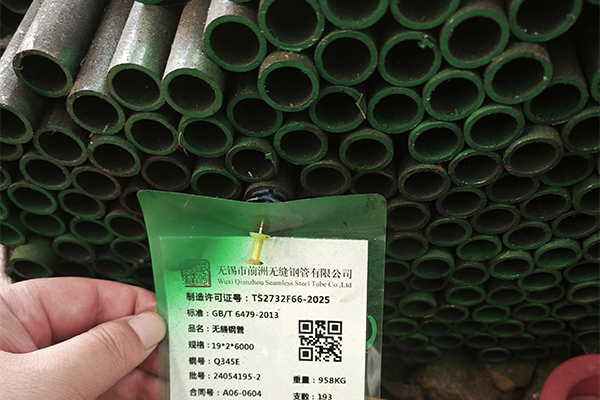 无锡市前洲无缝钢管有限公司
Wuxi Qianzhou Seamless Steel Tube Co.,Ltd
制造许可证号：TS2732F66-2025
标准：GB/T 6479-2013
品名：无缝钢管
规格：19*2*6000
钢号：Q345E
批号：24054195-2
重量：958KG
合同号：A06-0604
支数：193